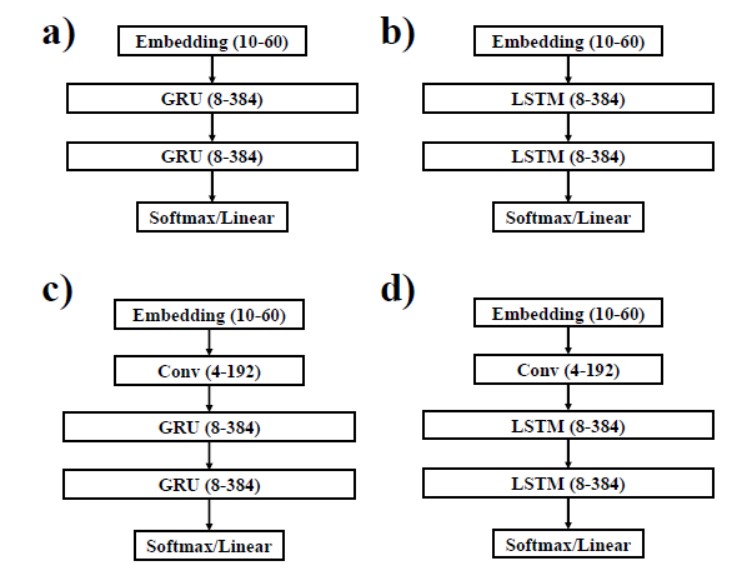 a)
Embedding (10-60)
GRU (8-384)
GRU (8-384)
Softmax/Linear
b)
Embedding (10-60)
LSTM (8-384)
LSTM (8-384)
Softmax/Linear
c)
Embedding (10-60)
Conv (4-192)
GRU (8-384)
GRU (8-384)
Softmax/Linear
d)
Embedding (10-60)
Conv (4-192)
LSTM (8-384)
LSTM (8-384)
Softmax/Linear